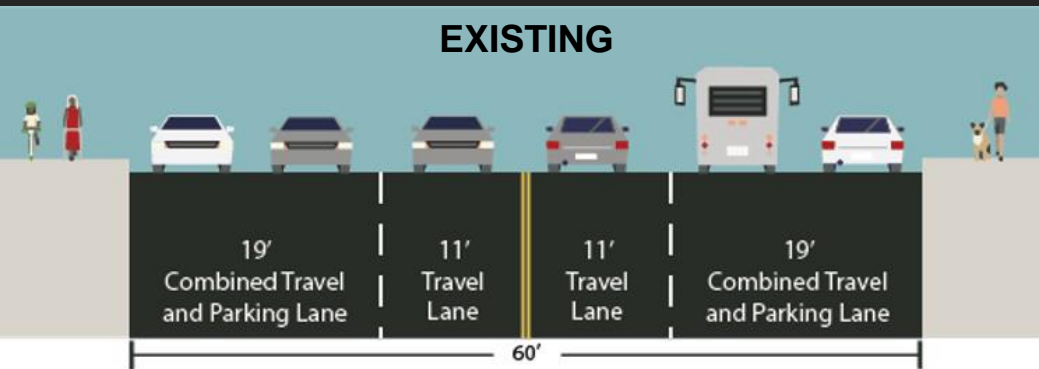 EXISTING
19'
Combined Travel
and Parking Lane
11'
Travel
Lane
11'
Travel
Lane
19'
Combined Travel
and Parking Lane
60'